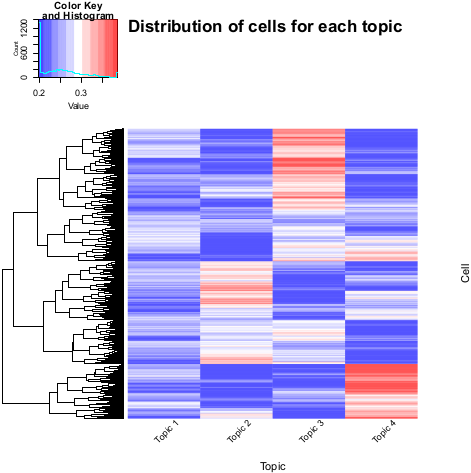 Color Key
and Histogram
Distribution of cells for each topic
Count
0 600 1200
0.2 0.3
Value
Cell
Topic 1 Topic 2 Topic 3 Topic 4
Topic